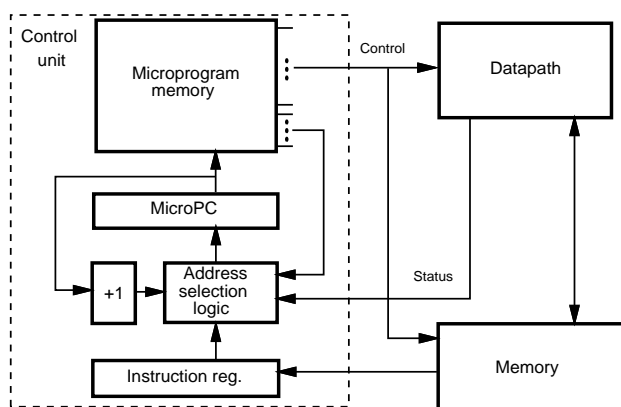 Control
unit
Microprogram
memory
Control
Datapath
MicroPC
+1
Address
selection
logic
Status
Instruction reg.
Memory